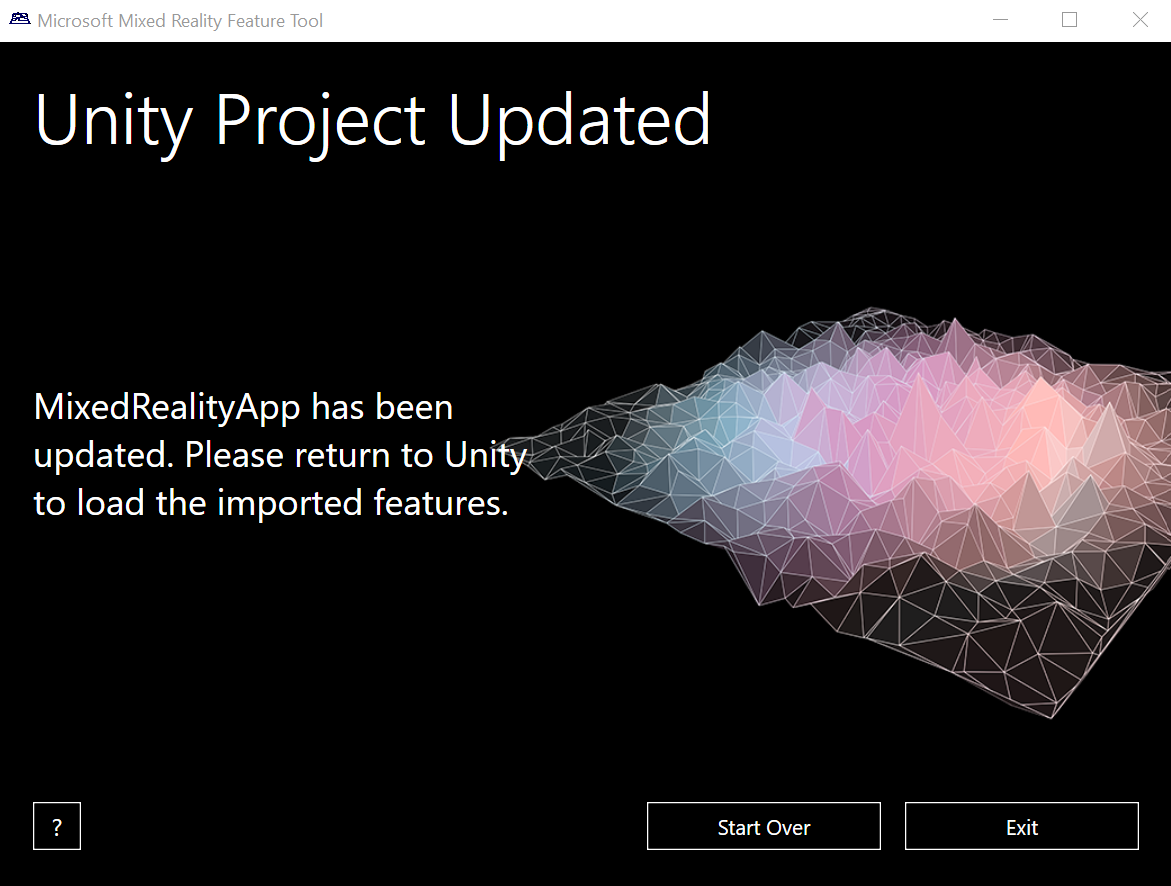 Microsoft Mixed Reality Feature Tool
Unity Project Updated
MixedRealityApp has been
updated. Please return to Unity
to load the imported features.
?
Start Over
Exit